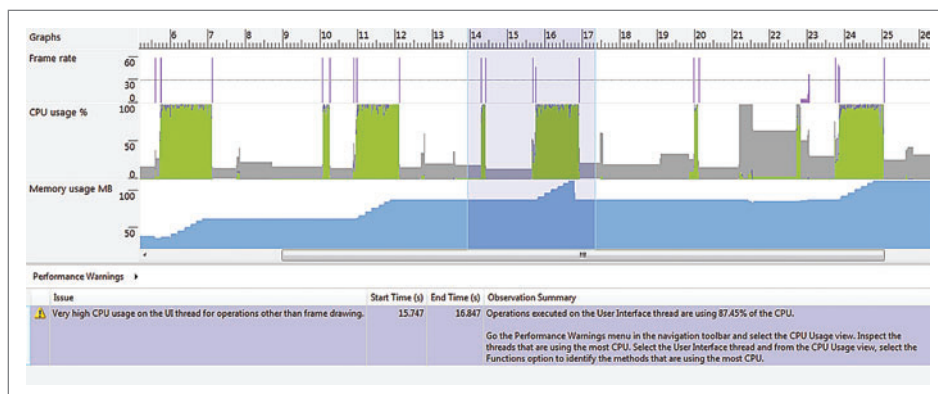 Graphs
6 7 8 9 10 11 12 13 14 15 16 17 18 19 20 21 22 23 24 25 26
Frame rate
60
30
0
CPU usage %
100
50
0
Memory usage MB
100
50
Performance Warnings
Issue Start Time (s) End Time (s) Observation Summary
Very high CPU usage on the UI thread for operations other than frame drawing. 15.747 16.847 Operations executed on the User Interface thread are using 87.45% of the CPU.
Go the Performance Warnings menu in the navigation toolbar and select the CPU Usage view. Inspect the
threads that are using the most CPU. Select the User Interface thread and from the CPU Usage view, select the
Functions option to identify the methods that are using the most CPU.